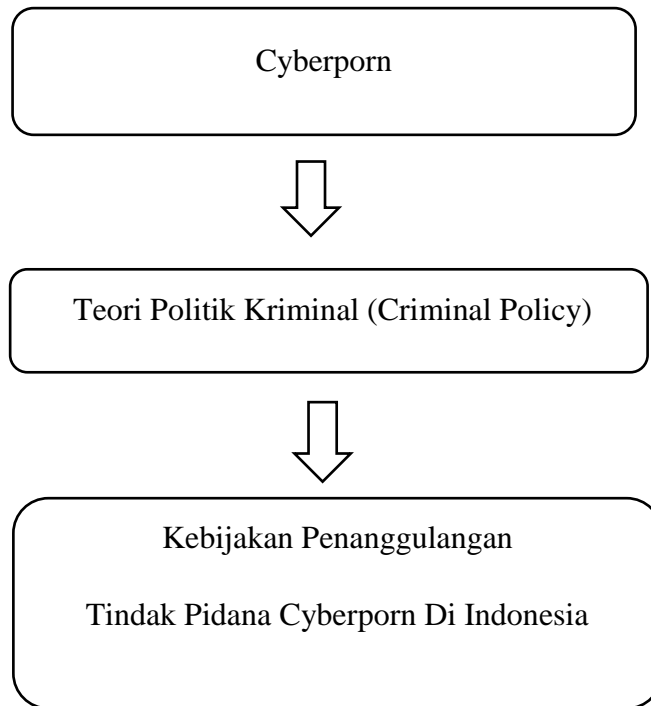 Cyberporn
Teori Politik Kriminal (Criminal Policy)
Kebijakan Penanggulangan
Tindak Pidana Cyberporn Di Indonesia